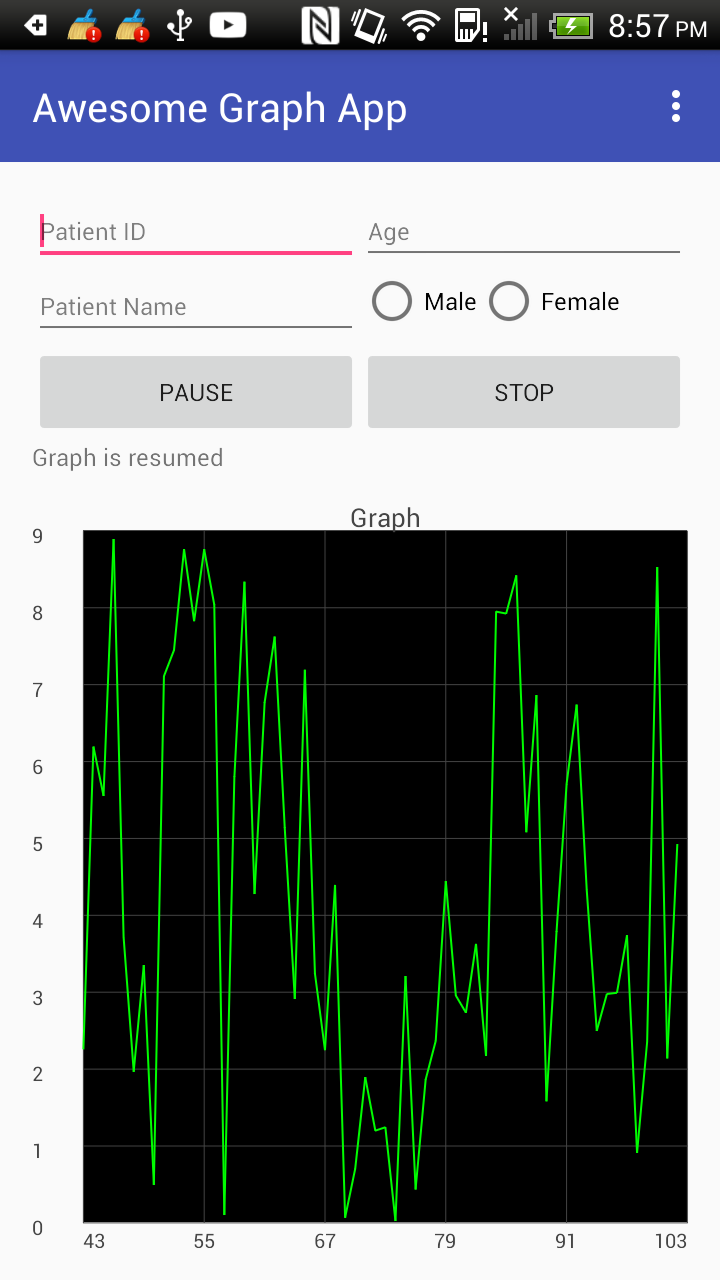 8:57 PM
Awesome Graph App
Patient ID Age
Patient Name Male Female
PAUSE STOP
Graph is resumed
Graph
9
8
7
6
5
4
3
2
1
0
43 55 67 79 91 103